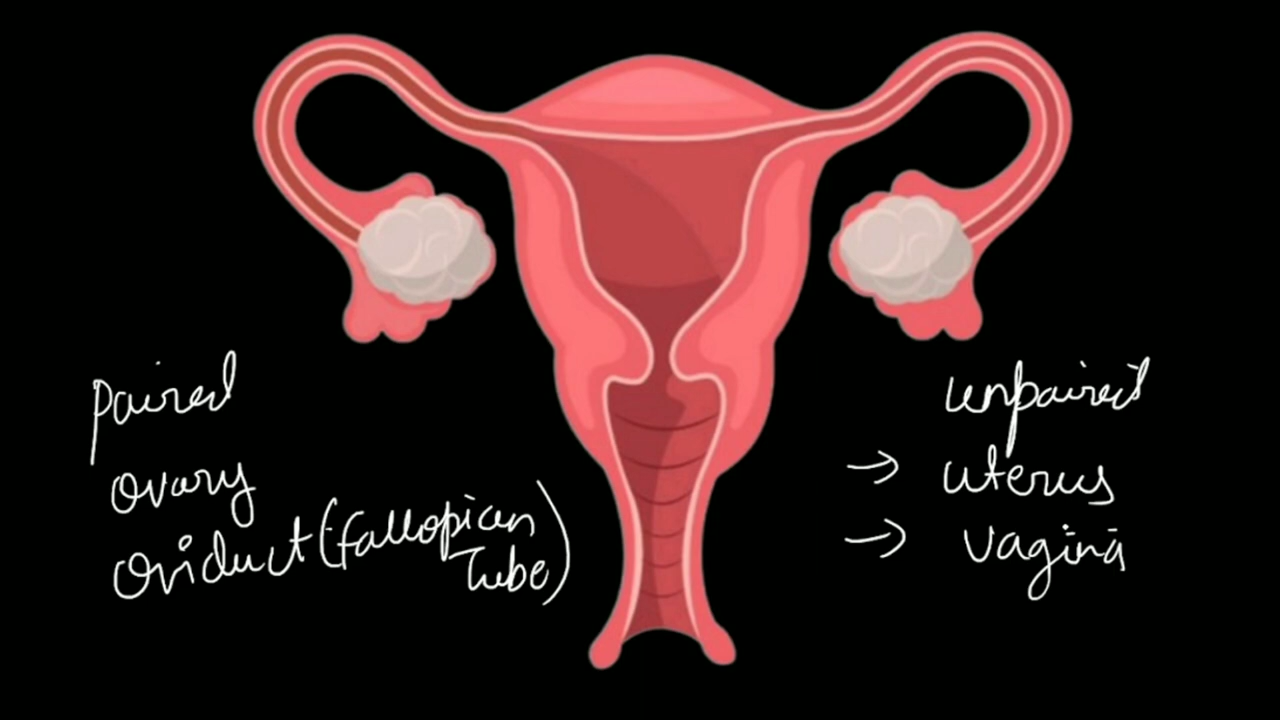 Paired
ovary
Oviduct (fallopian
Tube)
unpaired
→ uterus
→ vagina